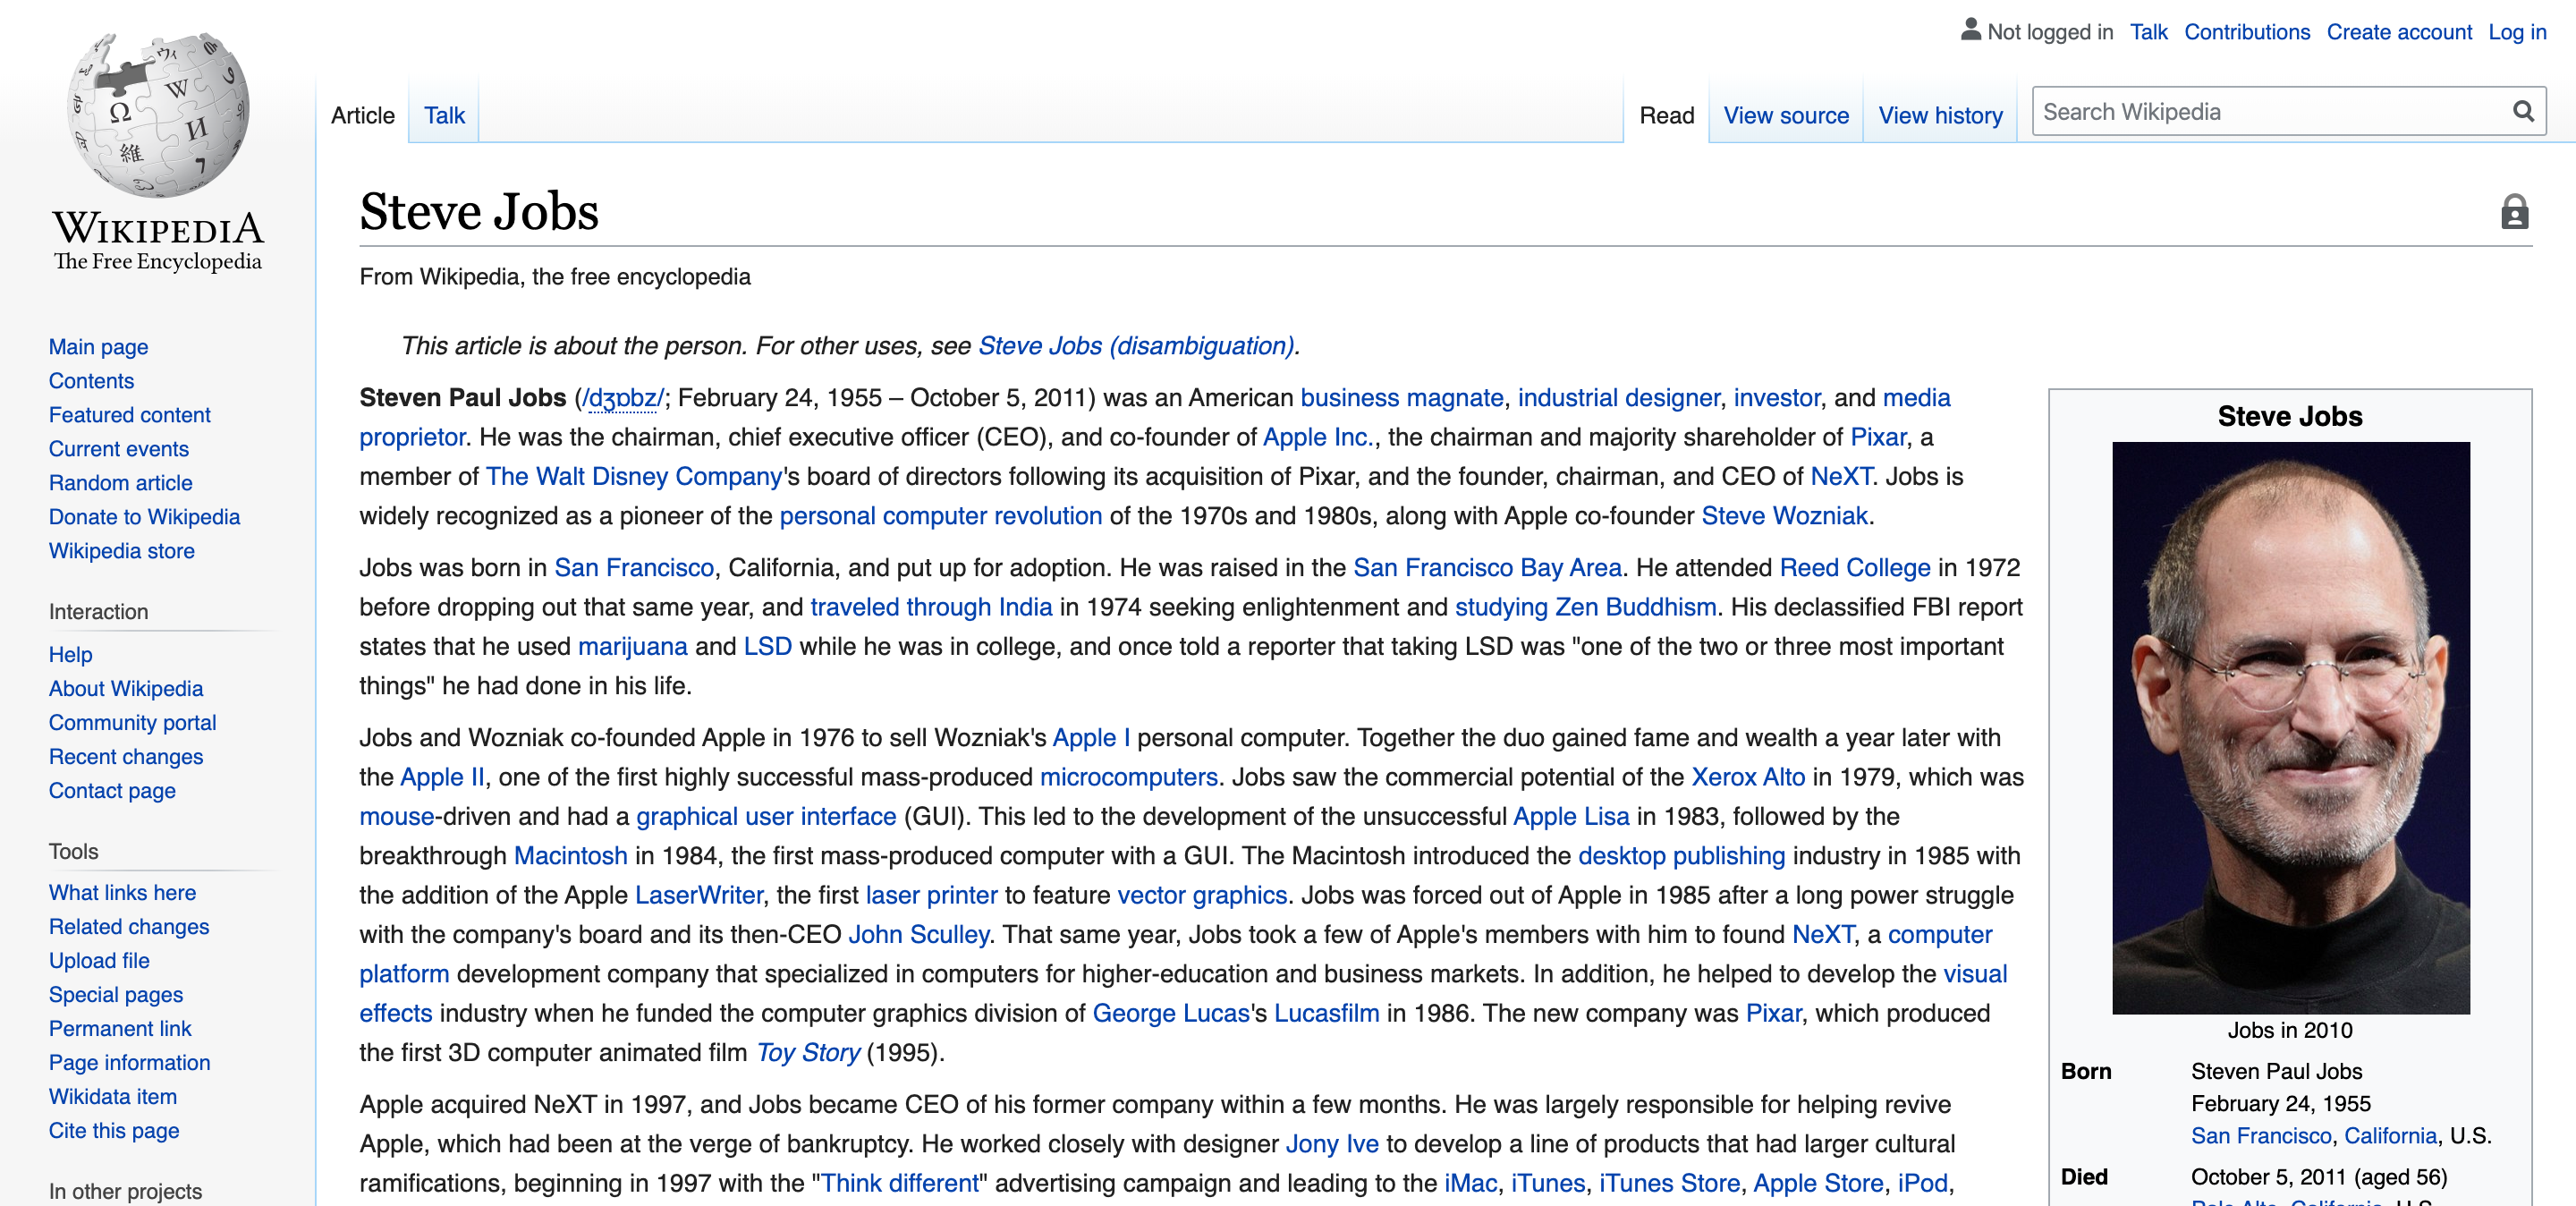 Not logged in Talk Contributions Create account Log in
Article Talk Read View source View history Search Wikipedia
WIKIPEDIA
The Free Encyclopedia
Main page
Contents
Featured content
Current events
Random article
Donate to Wikipedia
Wikipedia store
Interaction
Help
About Wikipedia
Community portal
Recent changes
Contact page
Tools
What links here
Related changes
Upload file
Special pages
Permanent link
Page information
Wikidata item
Cite this page
In other projects
Steve Jobs
From Wikipedia, the free encyclopedia
This article is about the person. For other uses, see Steve Jobs (disambiguation).
Steven Paul Jobs (/dʒɒbz/; February 24, 1955 – October 5, 2011) was an American business magnate, industrial designer, investor, and media
proprietor. He was the chairman, chief executive officer (CEO), and co-founder of Apple Inc., the chairman and majority shareholder of Pixar, a
member of The Walt Disney Company's board of directors following its acquisition of Pixar, and the founder, chairman, and CEO of NeXT. Jobs is
widely recognized as a pioneer of the personal computer revolution of the 1970s and 1980s, along with Apple co-founder Steve Wozniak.
Jobs was born in San Francisco, California, and put up for adoption. He was raised in the San Francisco Bay Area. He attended Reed College in 1972
before dropping out that same year, and traveled through India in 1974 seeking enlightenment and studying Zen Buddhism. His declassified FBI report
states that he used marijuana and LSD while he was in college, and once told a reporter that taking LSD was "one of the two or three most important
things" he had done in his life.
Jobs and Wozniak co-founded Apple in 1976 to sell Wozniak's Apple I personal computer. Together the duo gained fame and wealth a year later with
the Apple II, one of the first highly successful mass-produced microcomputers. Jobs saw the commercial potential of the Xerox Alto in 1979, which was
mouse-driven and had a graphical user interface (GUI). This led to the development of the unsuccessful Apple Lisa in 1983, followed by the
breakthrough Macintosh in 1984, the first mass-produced computer with a GUI. The Macintosh introduced the desktop publishing industry in 1985 with
the addition of the Apple LaserWriter, the first laser printer to feature vector graphics. Jobs was forced out of Apple in 1985 after a long power struggle
with the company's board and its then-CEO John Sculley. That same year, Jobs took a few of Apple's members with him to found NeXT, a computer
platform development company that specialized in computers for higher-education and business markets. In addition, he helped to develop the visual
effects industry when he funded the computer graphics division of George Lucas's Lucasfilm in 1986. The new company was Pixar, which produced
the first 3D computer animated film Toy Story (1995).
Apple acquired NeXT in 1997, and Jobs became CEO of his former company within a few months. He was largely responsible for helping revive
Apple, which had been at the verge of bankruptcy. He worked closely with designer Jony Ive to develop a line of products that had larger cultural
ramifications, beginning in 1997 with the "Think different" advertising campaign and leading to the iMac, iTunes, iTunes Store, Apple Store, iPod,
Steve Jobs
Jobs in 2010
Born Steven Paul Jobs
February 24, 1955
San Francisco, California, U.S.
Died October 5, 2011 (aged 56)